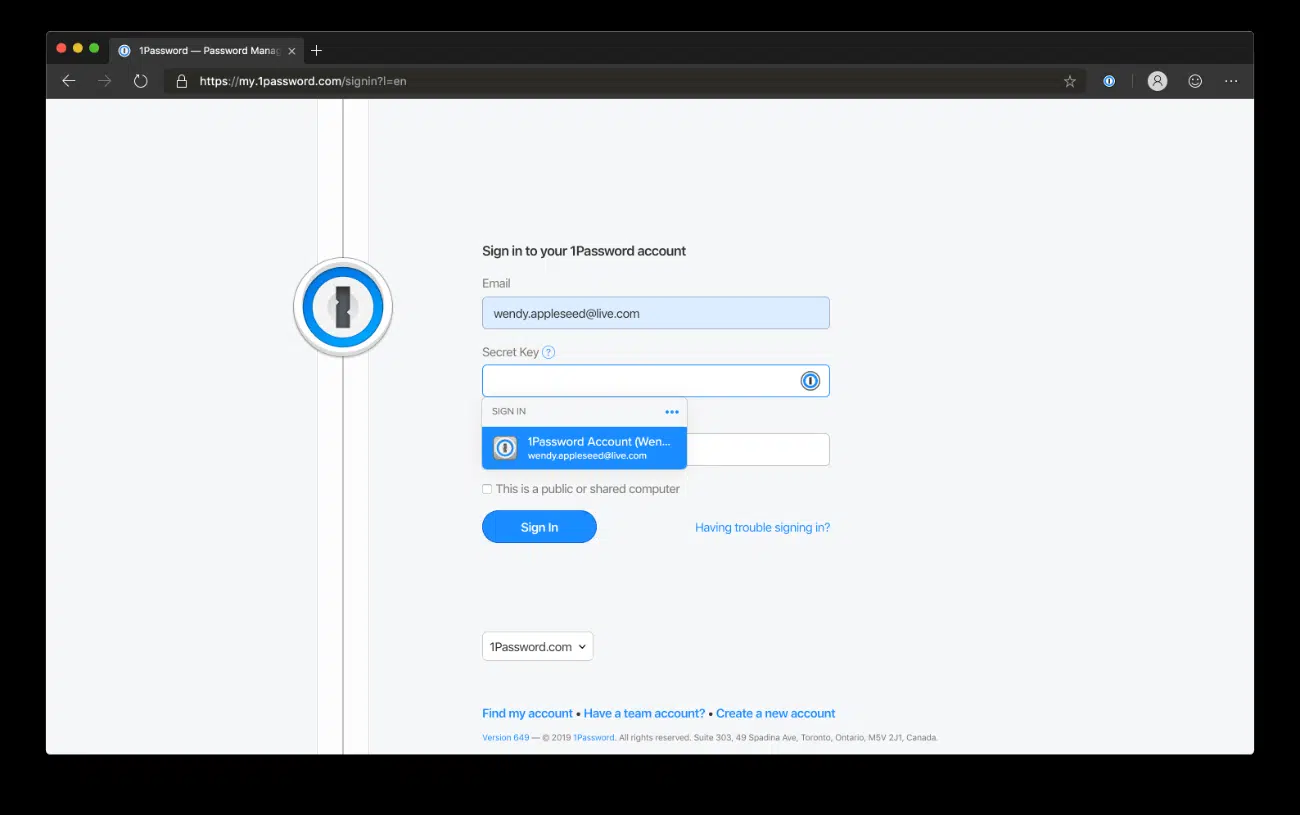 1Password — Password Mana
https://my.1password.com/signin?l=en
Sign in to your 1Password account
Email
wendy.appleseed@live.com
Secret Key ?
SIGN IN
1Password Account (Wen...
wendy.appleseed@live.com
This is a public or shared computer
Sign In
Having trouble signing in?
1Password.com
Find my account • Have a team account? • Create a new account
Version 649 — © 2019 1Password. All rights reserved. Suite 303, 49 Spadina Ave, Toronto, Ontario, M5V 2J1, Canada.